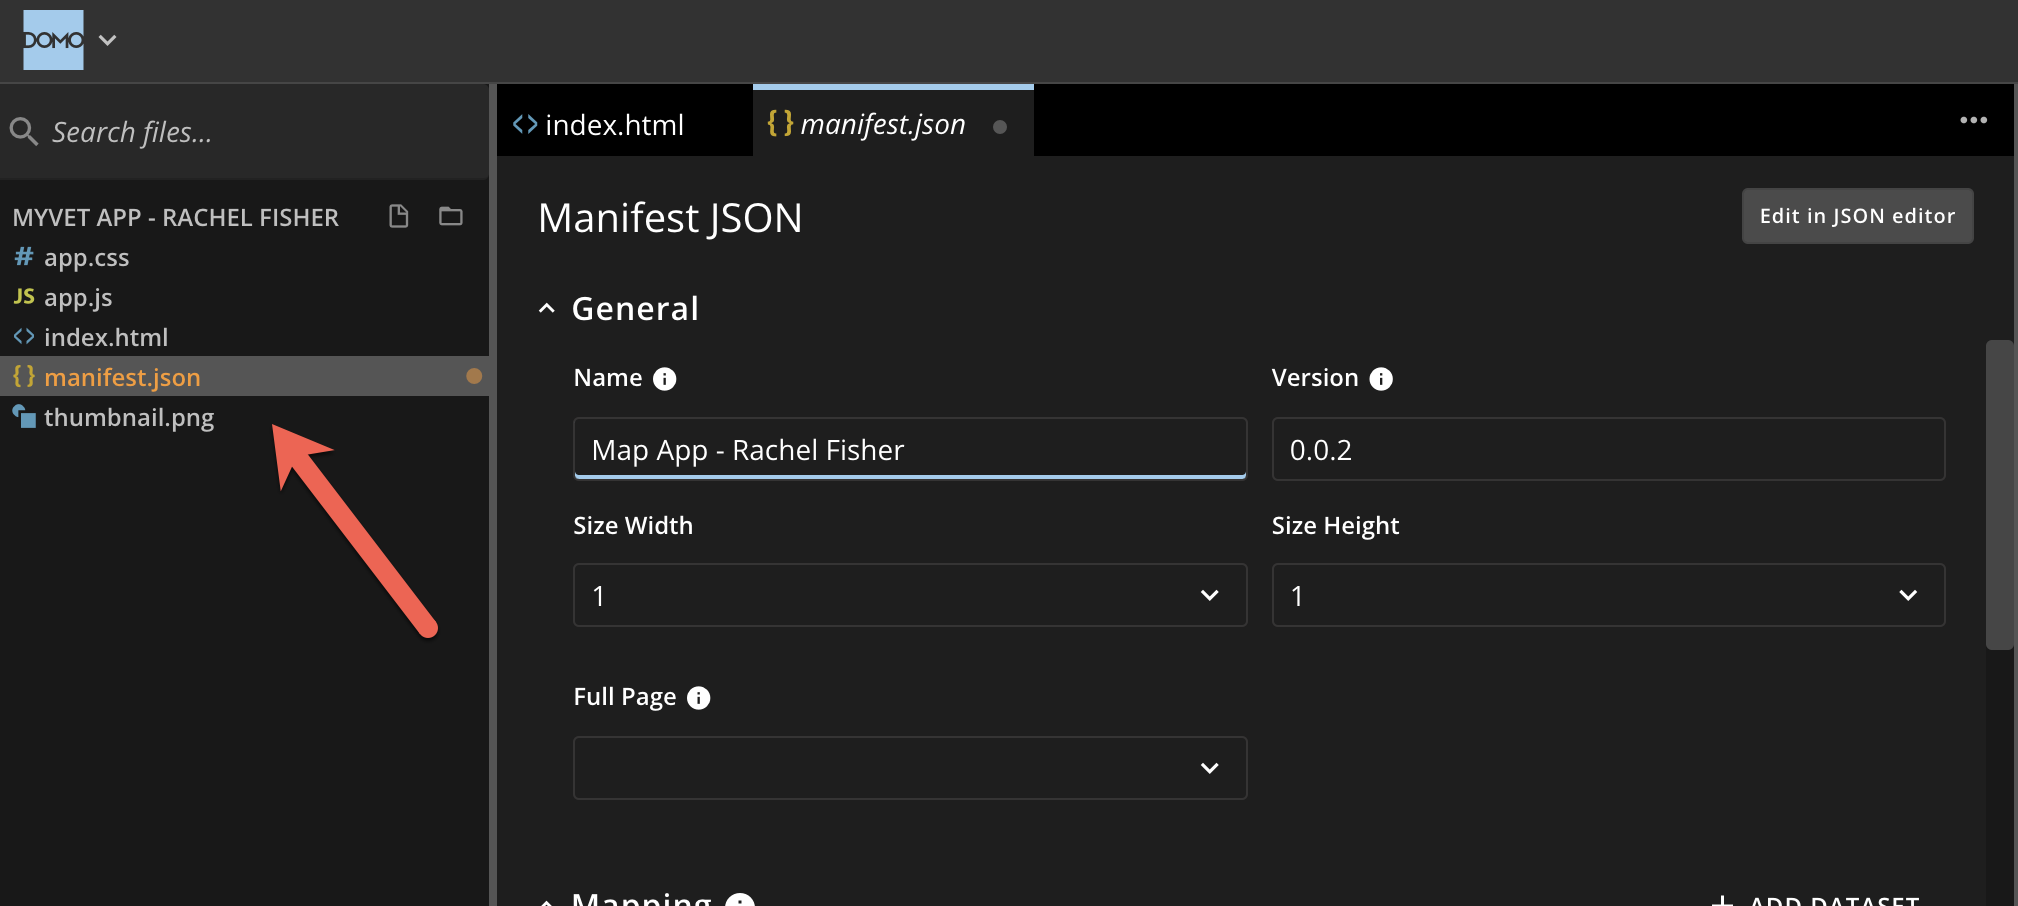 DOMO
Search files...
<> index.html
{ } manifest.json
MYVET APP - RACHEL FISHER
# app.css
JS app.js
<> index.html
{ } manifest.json
thumbnail.png
Manifest JSON
Edit in JSON editor
General
Name
Version
Map App - Rachel Fisher
0.0.2
Size Width
Size Height
1
1
Full Page
Mapping
+ ADD DATASET